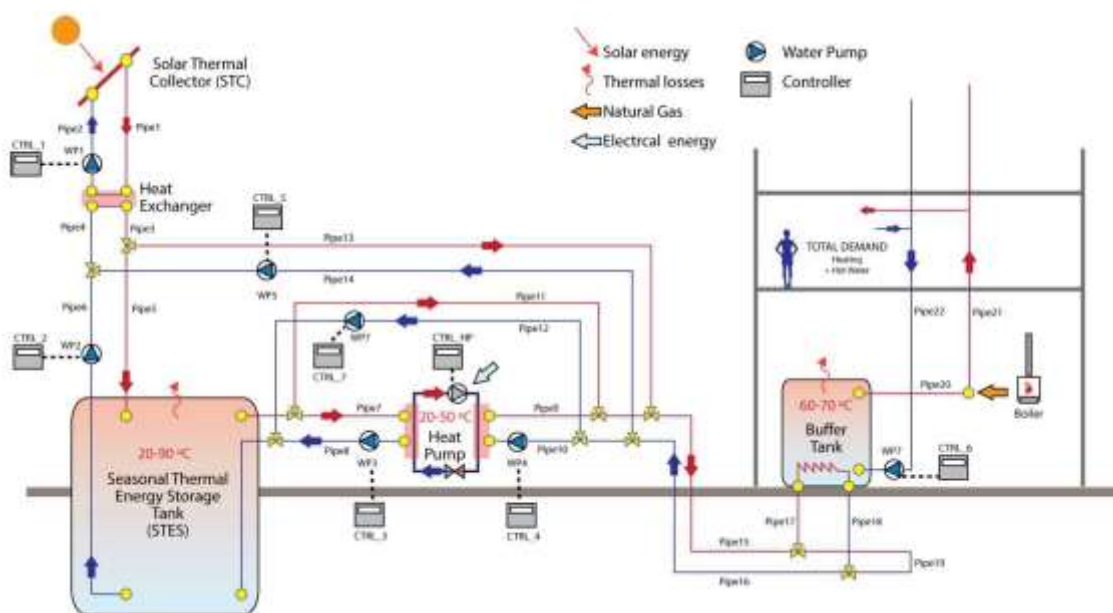 Solar Thermal
Collector (STC)
Solar energy
Thermal losses
Natural Gas
Electrcal energy
Water Pump
Controller
Pipe2
Pipe1
CTRL_1
WP1
Heat
Exchanger
CTRL_5
Pipe4
Pipe3
Pipe13
WP5
Pipe14
TOTAL DEMAND
Heating
+ Hot Water
Pipe6
Pipe5
Pipe11
Pipe12
CTRL_2
WP2
WP7
CTRL_7
CTRL_HP
Pipe22
Pipe21
Pipe20
Boiler
Pipe7
Pipe9
20-50 ºC
Heat
Pump
Pipe8
WP3
WP4
Pipe10
60-70 ºC
Buffer
Tank
WP7
CTRL_6
20-90 ºC
Seasonal Thermal
Energy Storage
Tank
(STES)
CTRL_3
CTRL_4
Pipe17
Pipe18
Pipe15
Pipe19
Pipe16